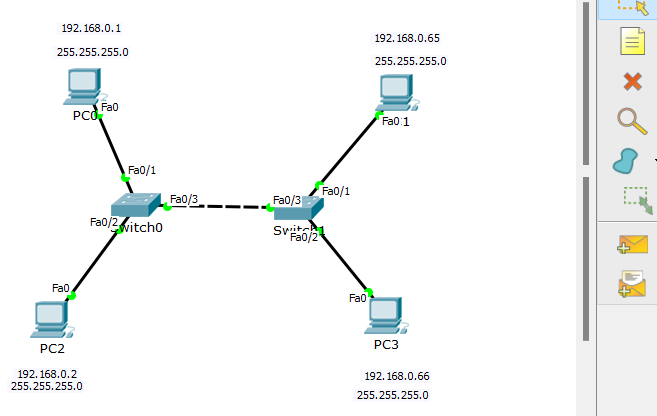 192.168.0.1
255.255.255.0
192.168.0.65
255.255.255.0
Fa0
PC0
Fa0
1
Fa0/1
Fa0/3
Fa0/3
Fa0/1
Fa0/2
Switch0
Switch1
Fa0/2
Fa0
Fa0
PC2
PC3
192.168.0.2
255.255.255.0
192.168.0.66
255.255.255.0